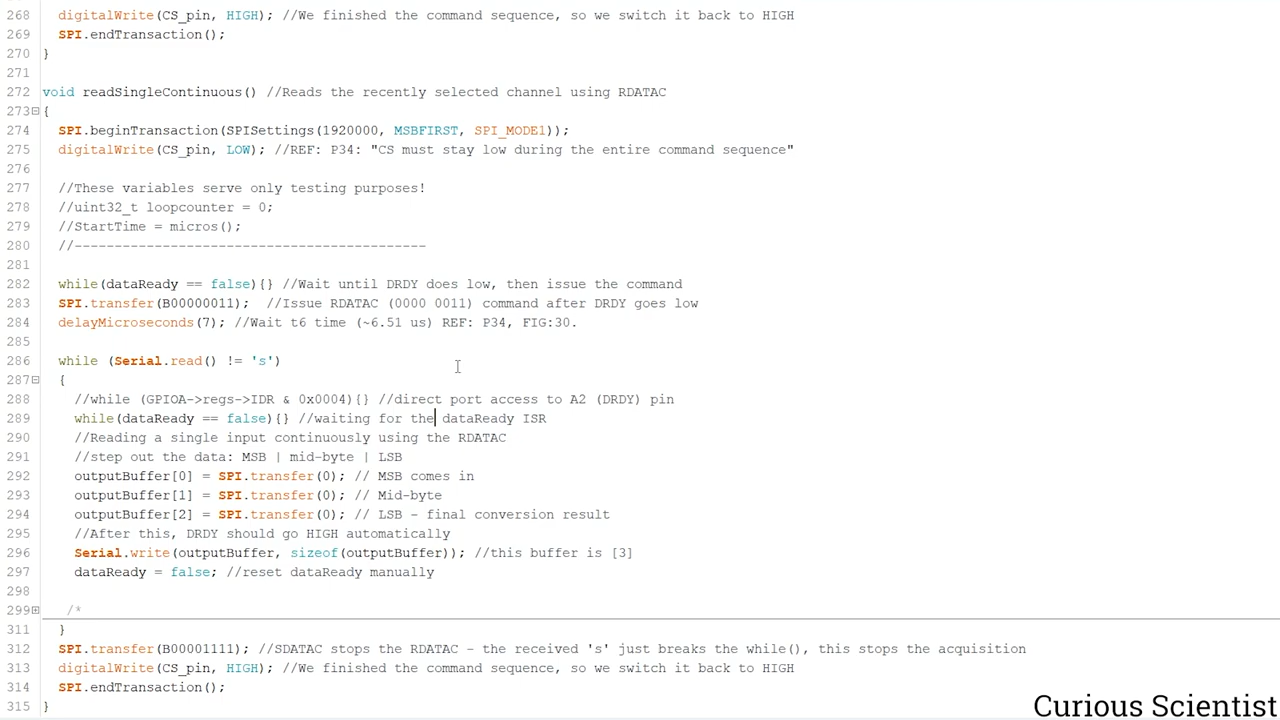 268 digitalWrite(CS_pin, HIGH); //We finished the command sequence, so we switch it back to HIGH
269 SPI.endTransaction();
270 }
271
272 void readSingleContinuous() //Reads the recently selected channel using RDATAC
273 {
274 SPI.beginTransaction(SPISettings(1920000, MSBFIRST, SPI_MODE1));
275 digitalWrite(CS_pin, LOW); //REF: P34: "CS must stay low during the entire command sequence"
276
277 //These variables serve only testing purposes!
278 //uint32_t loopcounter = 0;
279 //StartTime = micros();
280 //--------------------------------------------
281
282 while(dataReady == false){} //Wait until DRDY does low, then issue the command
283 SPI.transfer(B00000011);  //Issue RDATAC (0000 0011) command after DRDY goes low
284 delayMicroseconds(7); //Wait t6 time (~6.51 us) REF: P34, FIG:30.
285
286 while (Serial.read() != 's')
287 {
288 //while (GPIOA->regs->IDR & 0x0004){} //direct port access to A2 (DRDY) pin
289 while(dataReady == false){} //waiting for the dataReady ISR
290 //Reading a single input continuously using the RDATAC
291 //step out the data: MSB | mid-byte | LSB
292 outputBuffer[0] = SPI.transfer(0); // MSB comes in
293 outputBuffer[1] = SPI.transfer(0); // Mid-byte
294 outputBuffer[2] = SPI.transfer(0); // LSB - final conversion result
295 //After this, DRDY should go HIGH automatically
296 Serial.write(outputBuffer, sizeof(outputBuffer)); //this buffer is [3]
297 dataReady = false; //reset dataReady manually
298
299 /*
311 }
312 SPI.transfer(B00001111); //SDATAC stops the RDATAC - the received 's' just breaks the while(), this stops the acquisition
313 digitalWrite(CS_pin, HIGH); //We finished the command sequence, so we switch it back to HIGH
314 SPI.endTransaction();
315 }
Curious Scientist